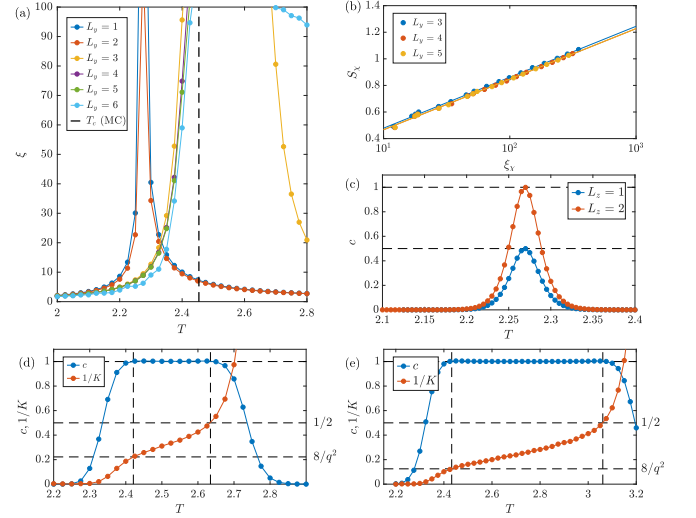 (a)
100
90
80
70
60
50
40
30
20
10
0
ξ
2 2.2 2.4 2.6 2.8
T
L_y = 1
L_y = 2
L_y = 3
L_y = 4
L_y = 5
L_y = 6
T_c (MC)
(b)
1.4
1.2
1
0.8
0.6
0.4
S_χ
10^1 10^2 10^3
ξ_χ
L_y = 3
L_y = 4
L_y = 5
(c)
1
0.8
0.6
0.4
0.2
0
c
2.1 2.15 2.2 2.25 2.3 2.35 2.4
T
L_z = 1
L_z = 2
(d)
1
0.8
0.6
0.4
0.2
0
c, 1/K
2.2 2.3 2.4 2.5 2.6 2.7 2.8
T
c
1/K
1/2
8/q^2
(e)
1
0.8
0.6
0.4
0.2
0
c, 1/K
2.2 2.4 2.6 2.8 3 3.2
T
c
1/K
1/2
8/q^2